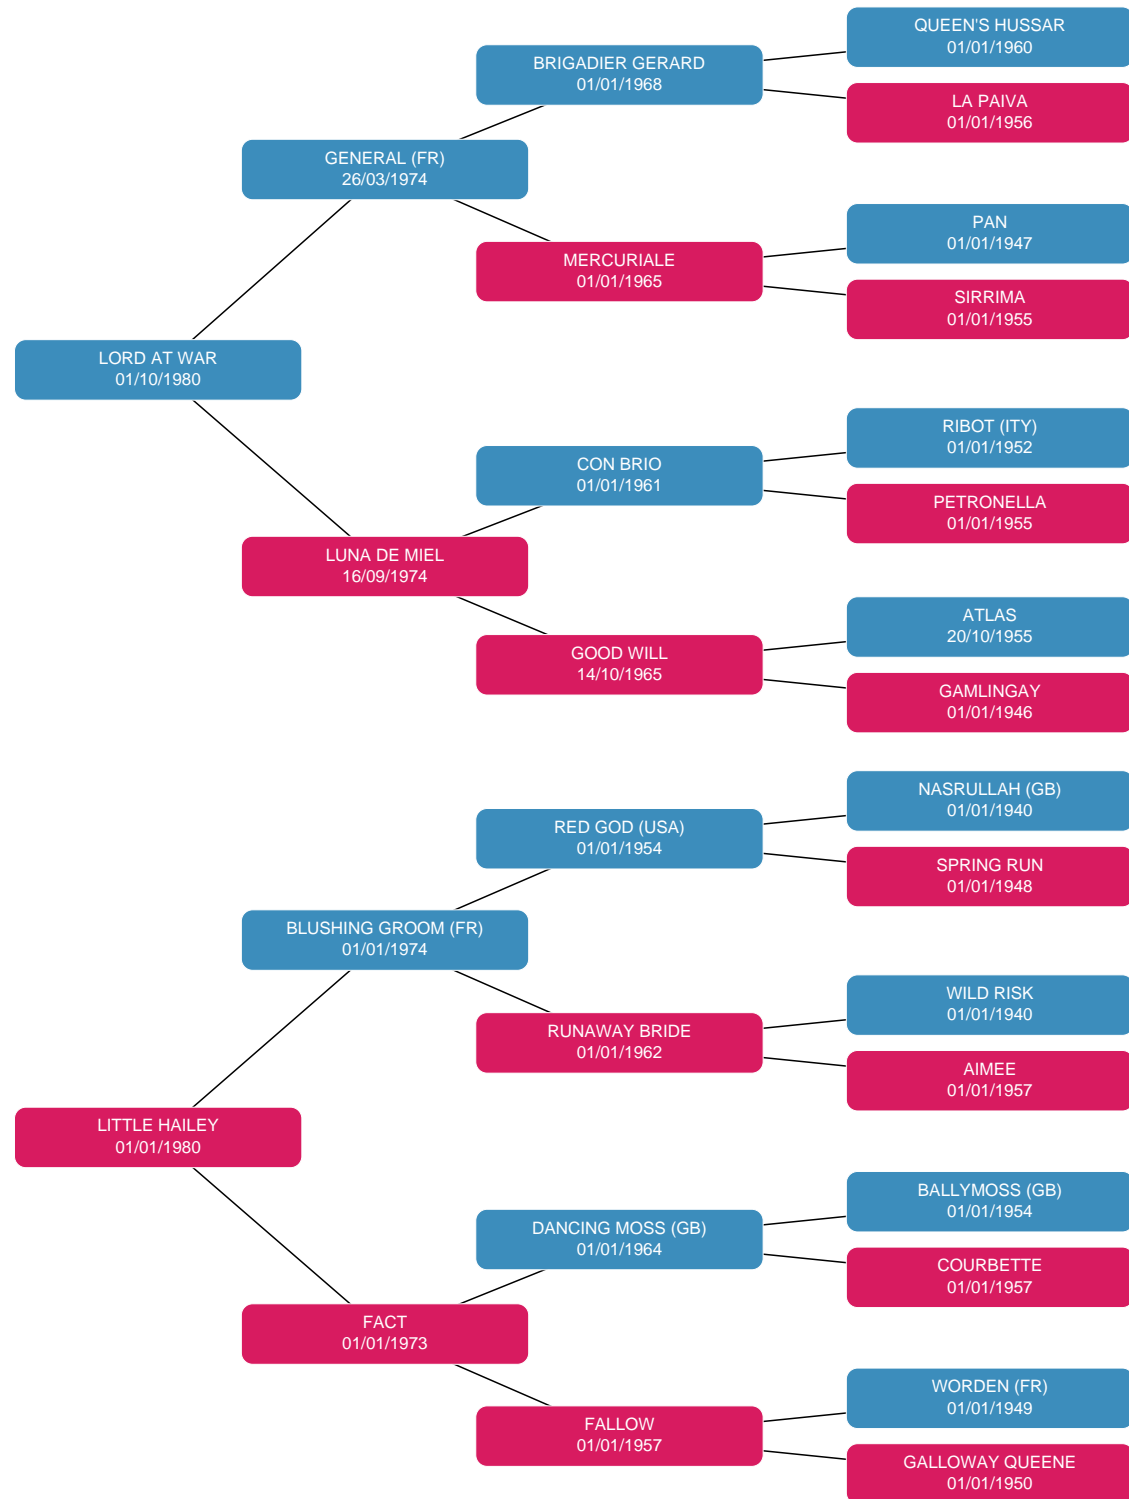 QUEEN'S HUSSAR
01/01/1960
BRIGADIER GERARD
01/01/1968
LA PAIVA
01/01/1956
GENERAL (FR)
26/03/1974
PAN
01/01/1947
MERCURIALE
01/01/1965
SIRRIMA
01/01/1955
LORD AT WAR
01/10/1980
RIBOT (ITY)
01/01/1952
CON BRIO
01/01/1961
PETRONELLA
01/01/1955
LUNA DE MIEL
16/09/1974
ATLAS
20/10/1955
GOOD WILL
14/10/1965
GAMLINGAY
01/01/1946
NASRULLAH (GB)
01/01/1940
RED GOD (USA)
01/01/1954
SPRING RUN
01/01/1948
BLUSHING GROOM (FR)
01/01/1974
WILD RISK
01/01/1940
RUNAWAY BRIDE
01/01/1962
AIMEE
01/01/1957
LITTLE HAILEY
01/01/1980
BALLYMOSS (GB)
01/01/1954
DANCING MOSS (GB)
01/01/1964
COURBETTE
01/01/1957
FACT
01/01/1973
WORDEN (FR)
01/01/1949
FALLOW
01/01/1957
GALLOWAY QUEENE
01/01/1950